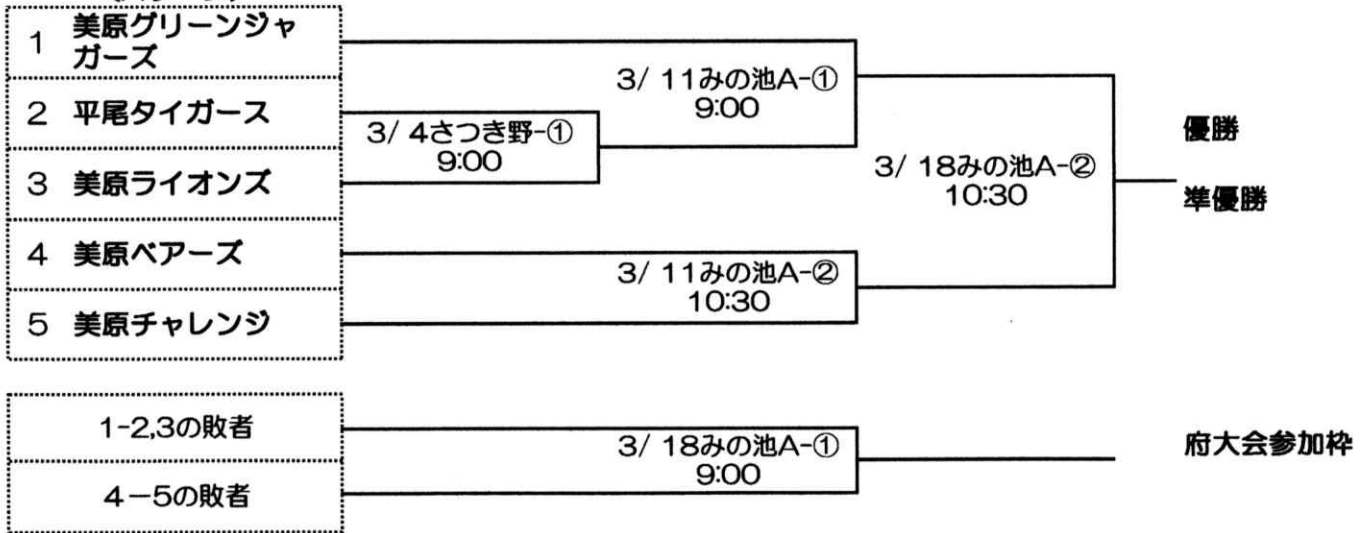 1 美原グリーンジャ
ガーズ
3/ 11みの池A-①
9:00
2 平尾タイガース
3/ 4さつき野-①
9:00
優勝
3 美原ライオンズ
3/ 18みの池A-②
10:30
準優勝
4 美原ベアーズ
3/ 11みの池A-②
10:30
5 美原チャレンジ
1-2,3の敗者
3/ 18みの池A-①
9:00
府大会参加枠
4-5の敗者